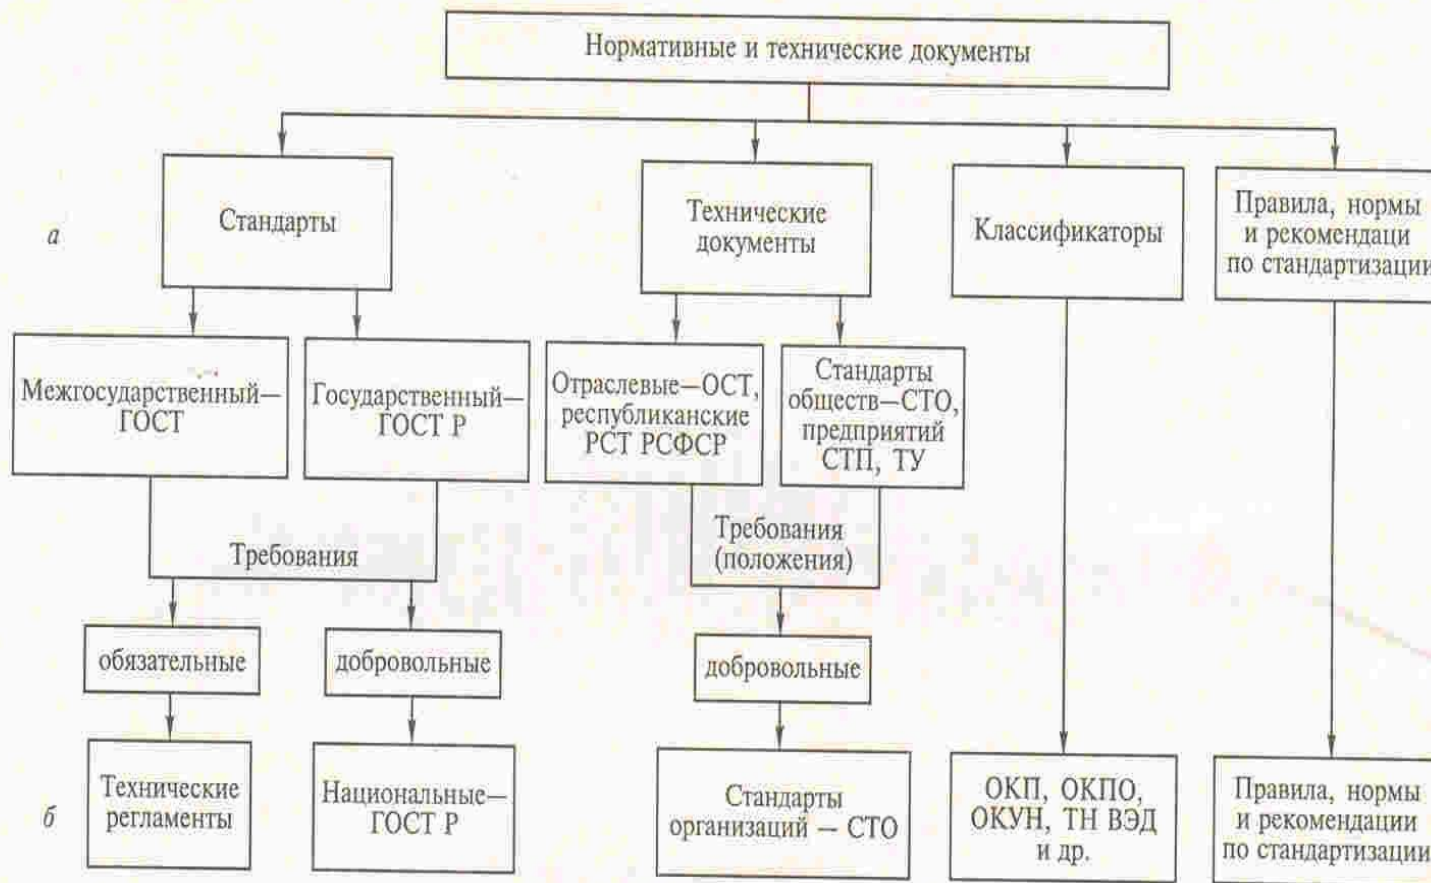 Нормативные и технические документы
а
Стандарты
Технические
документы
Классификаторы
Правила, нормы
и рекомендаци
по стандартизации
Межгосударственный—
ГОСТ
Государственный—
ГОСТ Р
Отраслевые—ОСТ,
республиканские
РСТ РСФСР
Стандарты
обществ—СТО,
предприятий
СТП, ТУ
Требования
Требования
(положения)
обязательные
добровольные
добровольные
б
Технические
регламенты
Национальные—
ГОСТ Р
Стандарты
организаций — СТО
ОКП, ОКПО,
ОКУН, ТН ВЭД
и др.
Правила, нормы
и рекомендации
по стандартизации